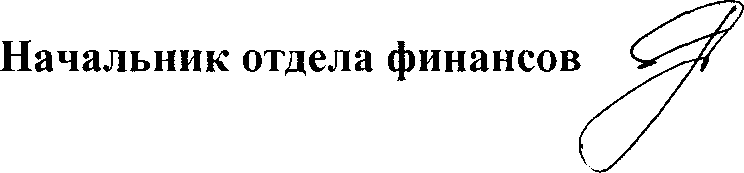 Начальник отдела финансов